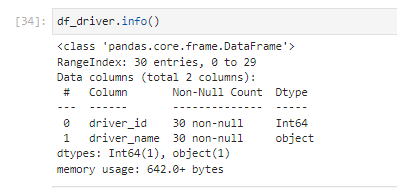 [34]: df_driver.info()
<class 'pandas.core.frame.DataFrame'>
RangeIndex: 30 entries, 0 to 29
Data columns (total 2 columns):
 #   Column       Non-Null Count  Dtype
---  ------       --------------  -----
 0   driver_id    30 non-null     Int64
 1   driver_name  30 non-null     object
dtypes: Int64(1), object(1)
memory usage: 642.0+ bytes